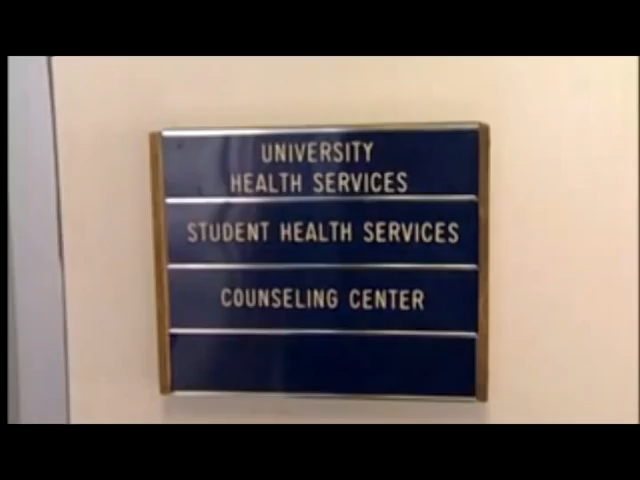 UNIVERSITY
HEALTH SERVICES
STUDENT HEALTH SERVICES
COUNSELING CENTER